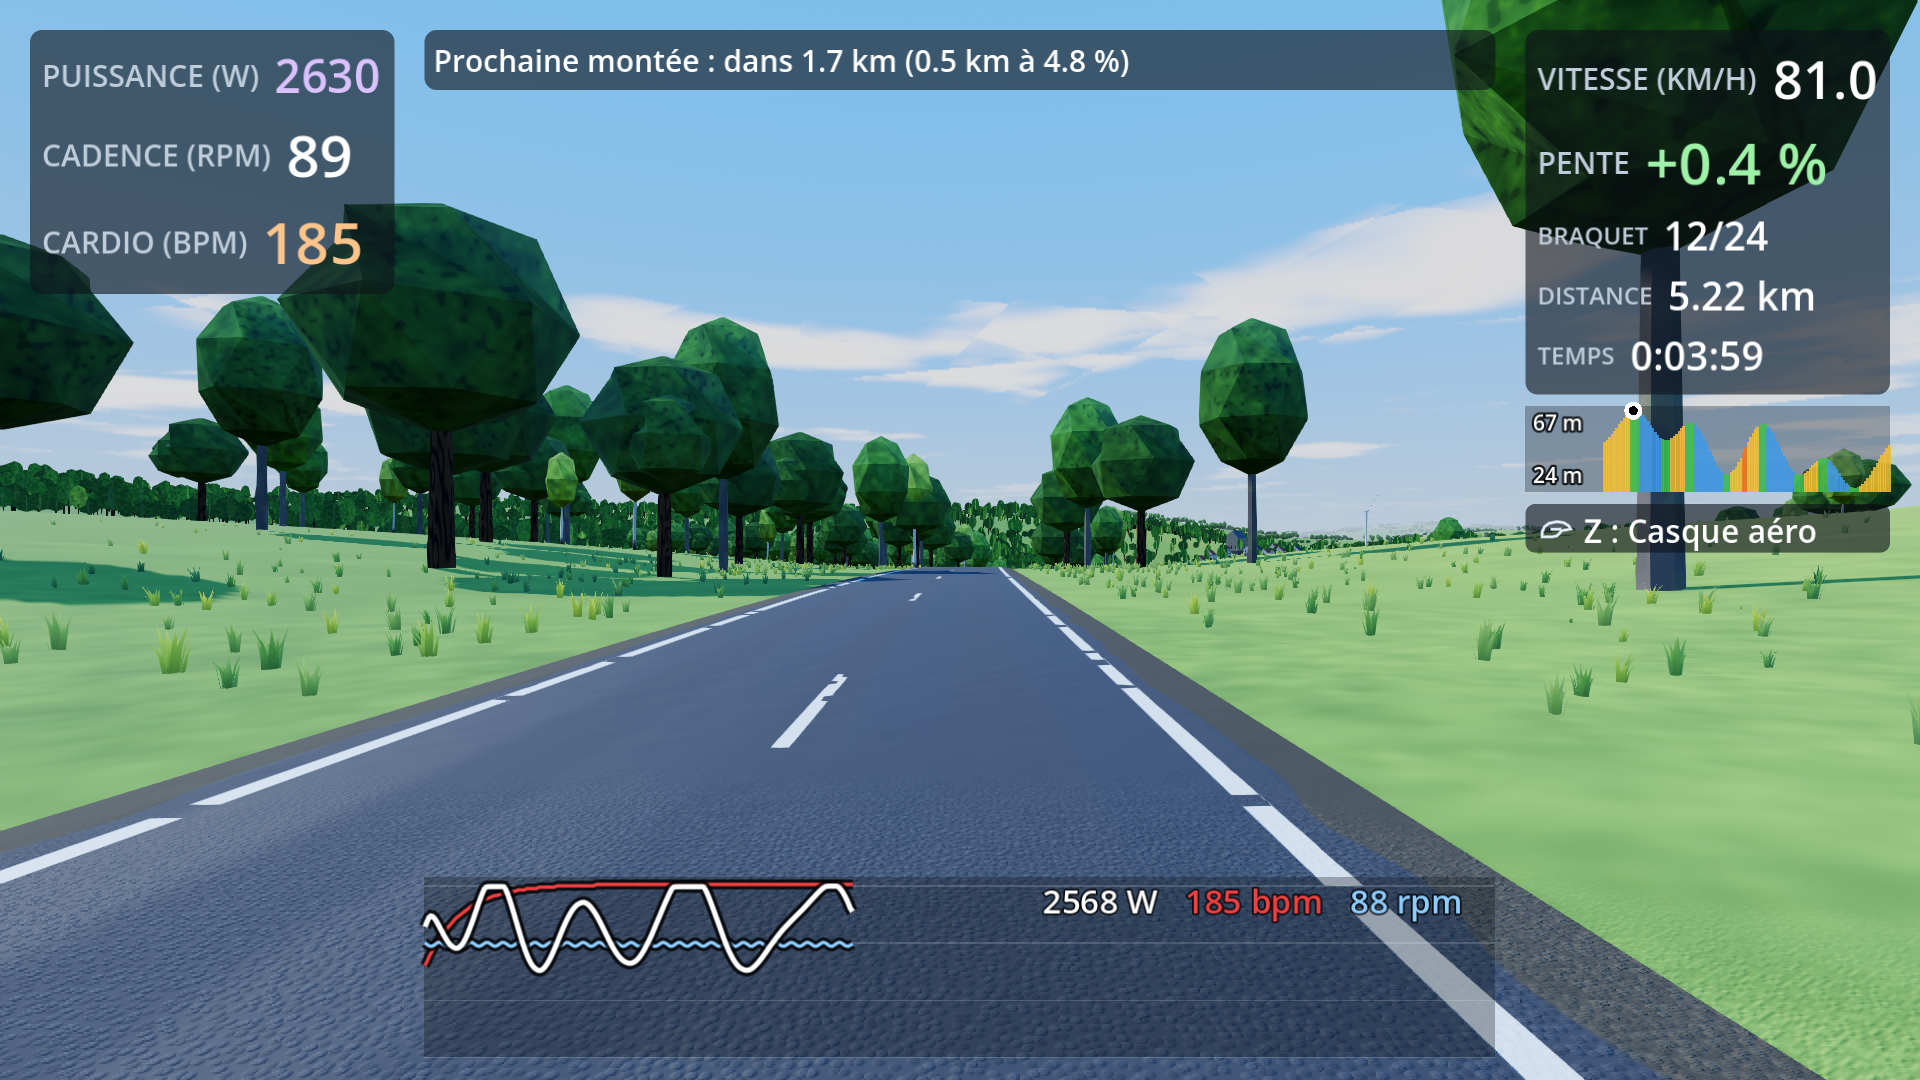 PUISSANCE (W) 2630
CADENCE (RPM) 89
CARDIO (BPM) 185
Prochaine montée : dans 1.7 km (0.5 km à 4.8 %)
VITESSE (KM/H) 81.0
PENTE +0.4 %
BRAQUET 12/24
DISTANCE 5.22 km
TEMPS 0:03:59
67 m
24 m
Z : Casque aéro
2568 W 185 bpm 88 rpm